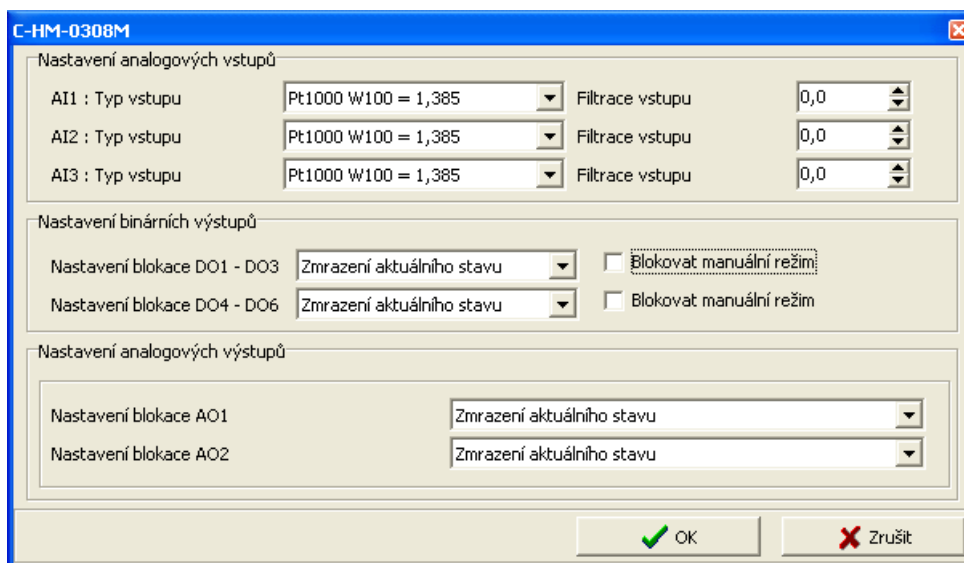 C-HM-0308M
Nastavení analogových vstupů
AI1 : Typ vstupu Pt1000 W100 = 1,385 Filtrace vstupu 0,0
AI2 : Typ vstupu Pt1000 W100 = 1,385 Filtrace vstupu 0,0
AI3 : Typ vstupu Pt1000 W100 = 1,385 Filtrace vstupu 0,0
Nastavení binárních výstupů
Nastavení blokace DO1 - DO3 Zmrazení aktuálního stavu Blokovat manuální režim
Nastavení blokace DO4 - DO6 Zmrazení aktuálního stavu Blokovat manuální režim
Nastavení analogových výstupů
Nastavení blokace AO1 Zmrazení aktuálního stavu
Nastavení blokace AO2 Zmrazení aktuálního stavu
OK Zrušit